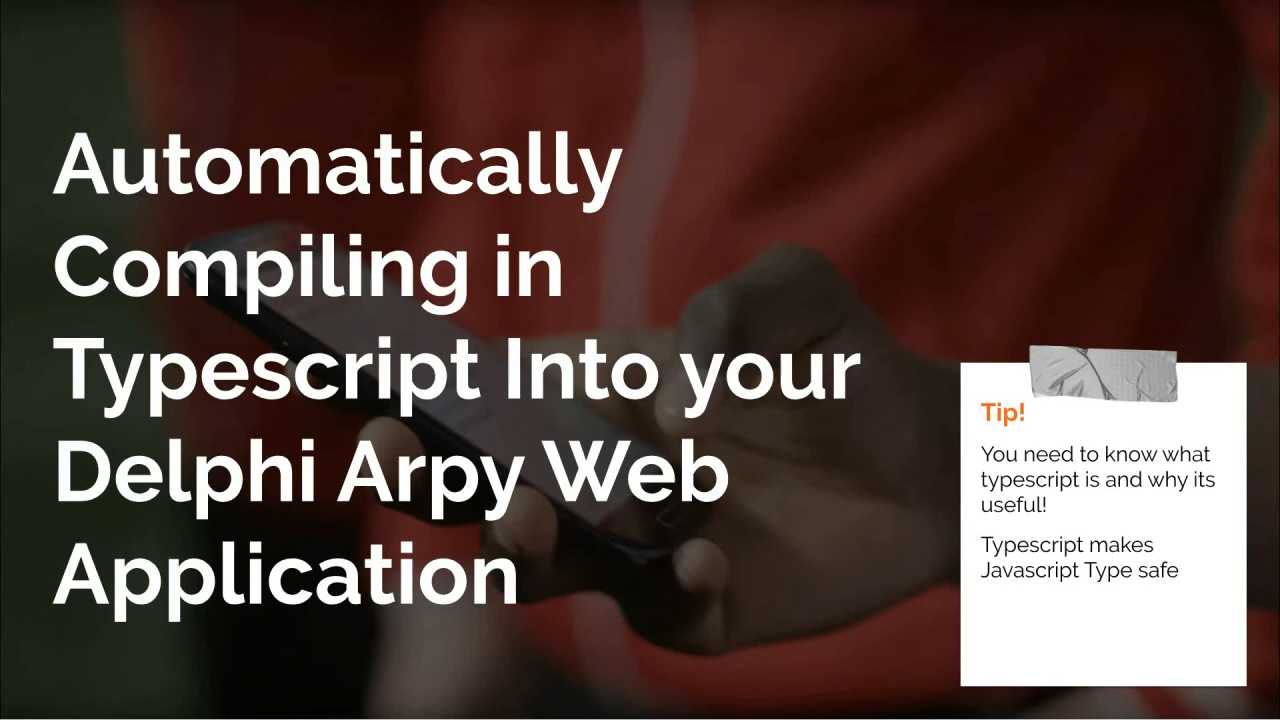 Automatically
Compiling in
Typescript Into your
Delphi Arpy Web
Application
Tip!
You need to know what
typescript is and why its
useful!
Typescript makes
Javascript Type safe